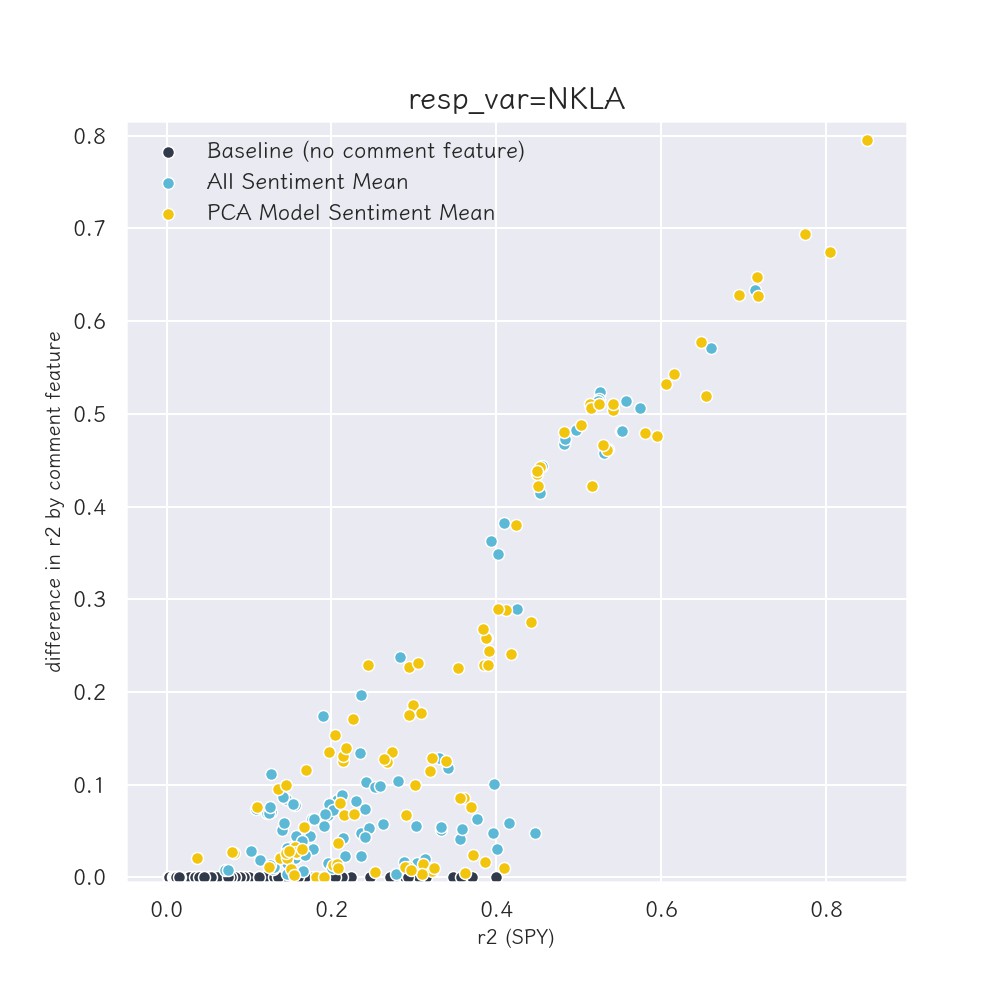 resp_var=NKLA
Baseline (no comment feature)
All Sentiment Mean
PCA Model Sentiment Mean
difference in r2 by comment feature
0.8
0.7
0.6
0.5
0.4
0.3
0.2
0.1
0.0
0.0 0.2 0.4 0.6 0.8
r2 (SPY)